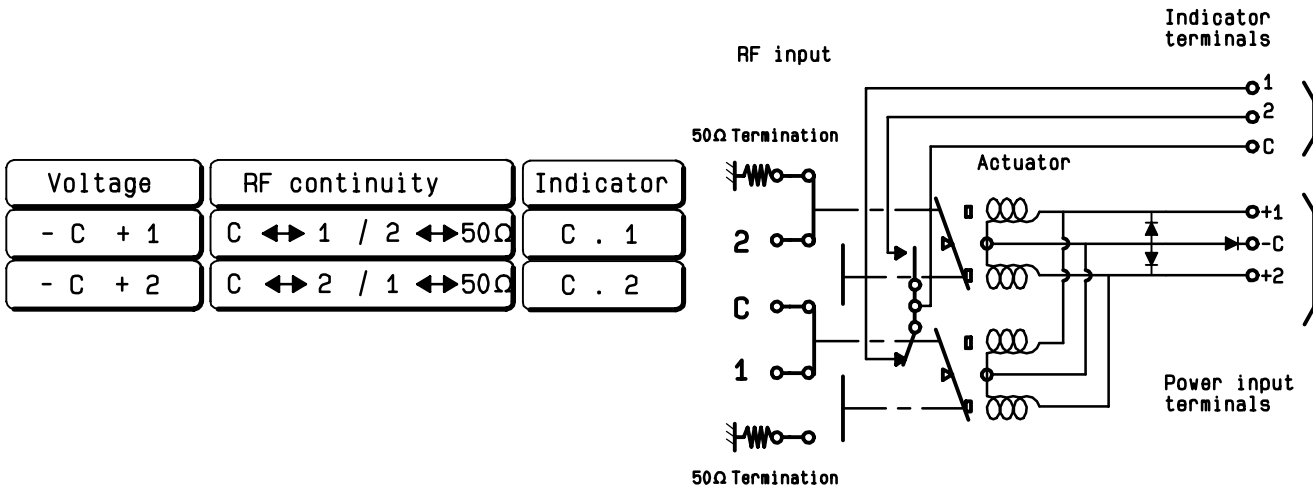 Voltage RF continuity Indicator
- C + 1 C ↔ 1 / 2 ↔ 50Ω C . 1
- C + 2 C ↔ 2 / 1 ↔ 50Ω C . 2
Indicator
terminals
RF input
1
2
C
50Ω Termination
Actuator
2
C
1
+1
-C
+2
Power input
terminals
50Ω Termination